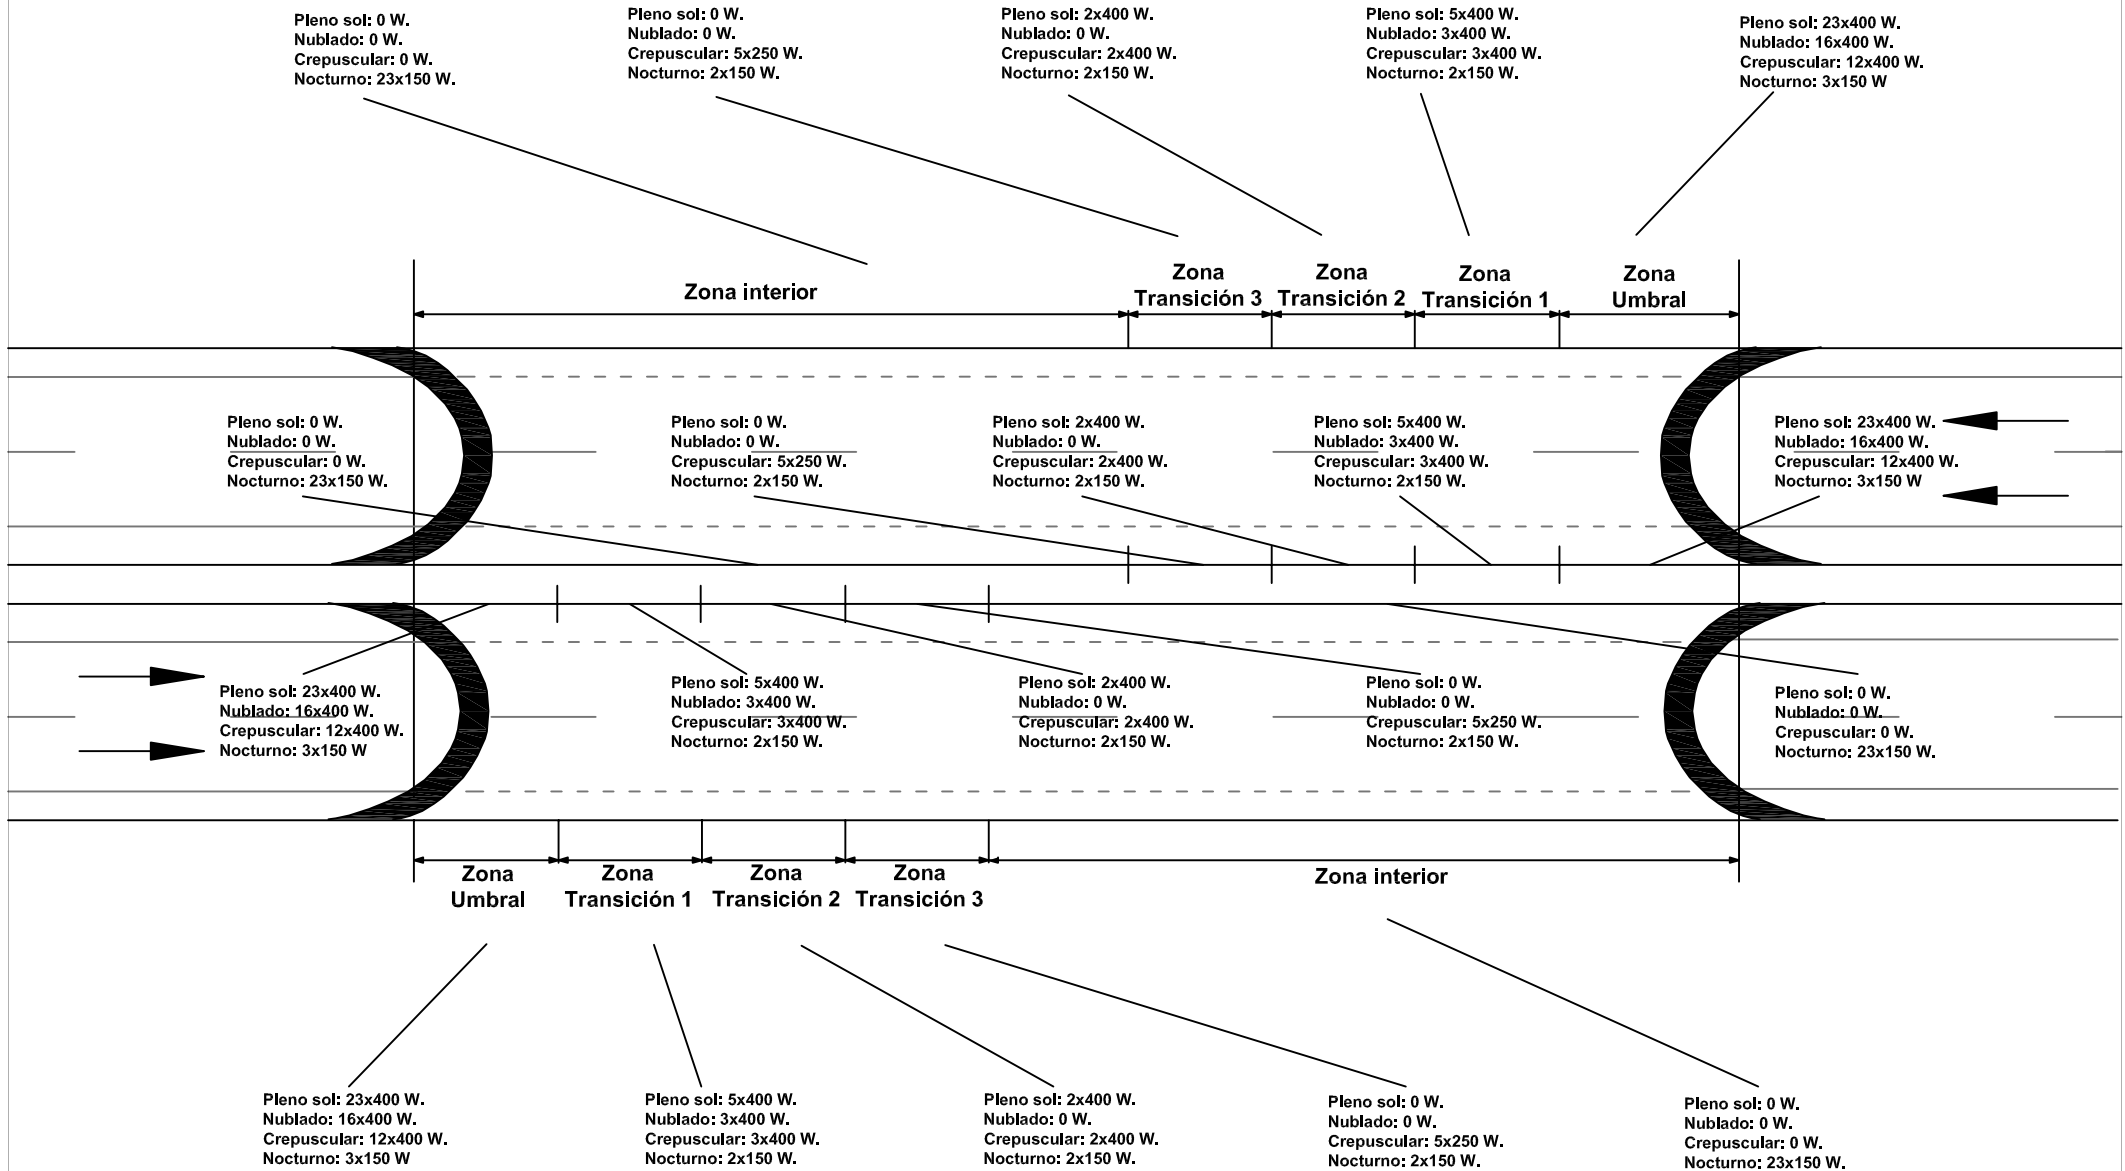 Pleno sol: 0 W.
Nublado: 0 W.
Crepuscular: 0 W.
Nocturno: 23x150 W.
Pleno sol: 0 W.
Nublado: 0 W.
Crepuscular: 5x250 W.
Nocturno: 2x150 W.
Pleno sol: 2x400 W.
Nublado: 0 W.
Crepuscular: 2x400 W.
Nocturno: 2x150 W.
Pleno sol: 5x400 W.
Nublado: 3x400 W.
Crepuscular: 3x400 W.
Nocturno: 2x150 W.
Pleno sol: 23x400 W.
Nublado: 16x400 W.
Crepuscular: 12x400 W.
Nocturno: 3x150 W
Zona interior
Zona
Transición 3
Zona
Transición 2
Zona
Transición 1
Zona
Umbral
Pleno sol: 0 W.
Nublado: 0 W.
Crepuscular: 0 W.
Nocturno: 23x150 W.
Pleno sol: 0 W.
Nublado: 0 W.
Crepuscular: 5x250 W.
Nocturno: 2x150 W.
Pleno sol: 2x400 W.
Nublado: 0 W.
Crepuscular: 2x400 W.
Nocturno: 2x150 W.
Pleno sol: 5x400 W.
Nublado: 3x400 W.
Crepuscular: 3x400 W.
Nocturno: 2x150 W.
Pleno sol: 23x400 W.
Nublado: 16x400 W.
Crepuscular: 12x400 W.
Nocturno: 3x150 W
Pleno sol: 23x400 W.
Nublado: 16x400 W.
Crepuscular: 12x400 W.
Nocturno: 3x150 W
Pleno sol: 5x400 W.
Nublado: 3x400 W.
Crepuscular: 3x400 W.
Nocturno: 2x150 W.
Pleno sol: 2x400 W.
Nublado: 0 W.
Crepuscular: 2x400 W.
Nocturno: 2x150 W.
Pleno sol: 0 W.
Nublado: 0 W.
Crepuscular: 5x250 W.
Nocturno: 2x150 W.
Pleno sol: 0 W.
Nublado: 0 W.
Crepuscular: 0 W.
Nocturno: 23x150 W.
Zona
Umbral
Zona
Transición 1
Zona
Transición 2
Zona
Transición 3
Zona interior
Pleno sol: 23x400 W.
Nublado: 16x400 W.
Crepuscular: 12x400 W.
Nocturno: 3x150 W
Pleno sol: 5x400 W.
Nublado: 3x400 W.
Crepuscular: 3x400 W.
Nocturno: 2x150 W.
Pleno sol: 2x400 W.
Nublado: 0 W.
Crepuscular: 2x400 W.
Nocturno: 2x150 W.
Pleno sol: 0 W.
Nublado: 0 W.
Crepuscular: 5x250 W.
Nocturno: 2x150 W.
Pleno sol: 0 W.
Nublado: 0 W.
Crepuscular: 0 W.
Nocturno: 23x150 W.